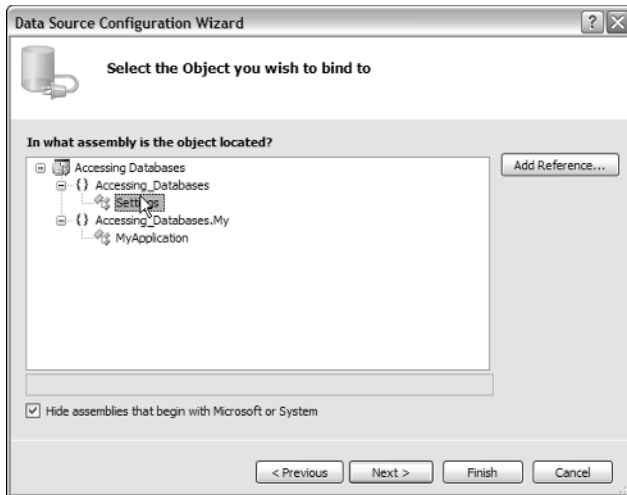 Data Source Configuration Wizard
Select the Object you wish to bind to
In what assembly is the object located?
Accessing Databases
{} Accessing_Databases
Settings
{} Accessing_Databases.My
MyApplication
Add Reference...
Hide assemblies that begin with Microsoft or System
< Previous
Next >
Finish
Cancel